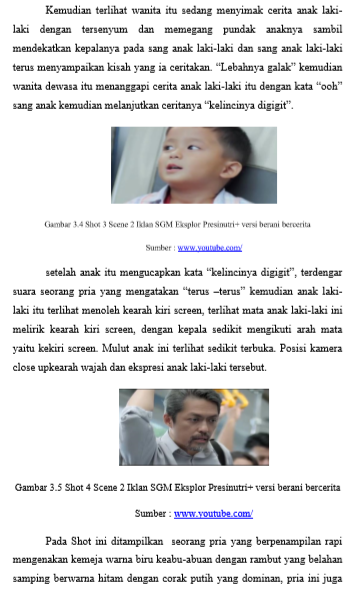 Kemudian terlihat wanita itu sedang menyimak cerita anak laki-
laki dengan tersenyum dan memegang pundak anaknya sambil
mendekatkan kepalanya pada sang anak laki-laki dan sang anak laki-laki
terus menyampaikan kisah yang ia ceritakan. “Lebahnya galak” kemudian
wanita dewasa itu menanggapi cerita anak laki-laki itu dengan kata “ooh”
sang anak kemudian melanjutkan ceritanya “kelincinya digigit”.
Gambar 3.4 Shot 3 Scene 2 Iklan SGM Eksplor Presinutri+ versi berani bercerita
Sumber : www.youtube.com/
setelah anak itu mengucapkan kata “kelincinya digigit”, terdengar
suara seorang pria yang mengatakan “terus –terus” kemudian anak laki-
laki itu terlihat menoleh kearah kiri screen, terlihat mata anak laki-laki ini
melirik kearah kiri screen, dengan kepala sedikit mengikuti arah mata
yaitu kekiri screen. Mulut anak ini terlihat sedikit terbuka. Posisi kamera
close upkearah wajah dan ekspresi anak laki-laki tersebut.
Gambar 3.5 Shot 4 Scene 2 Iklan SGM Eksplor Presinutri+ versi berani bercerita
Sumber : www.youtube.com/
Pada Shot ini ditampilkan seorang pria yang berpenampilan rapi
mengenakan kemeja warna biru keabu-abuan dengan rambut yang belahan
samping berwarna hitam dengan corak putih yang dominan, pria ini juga